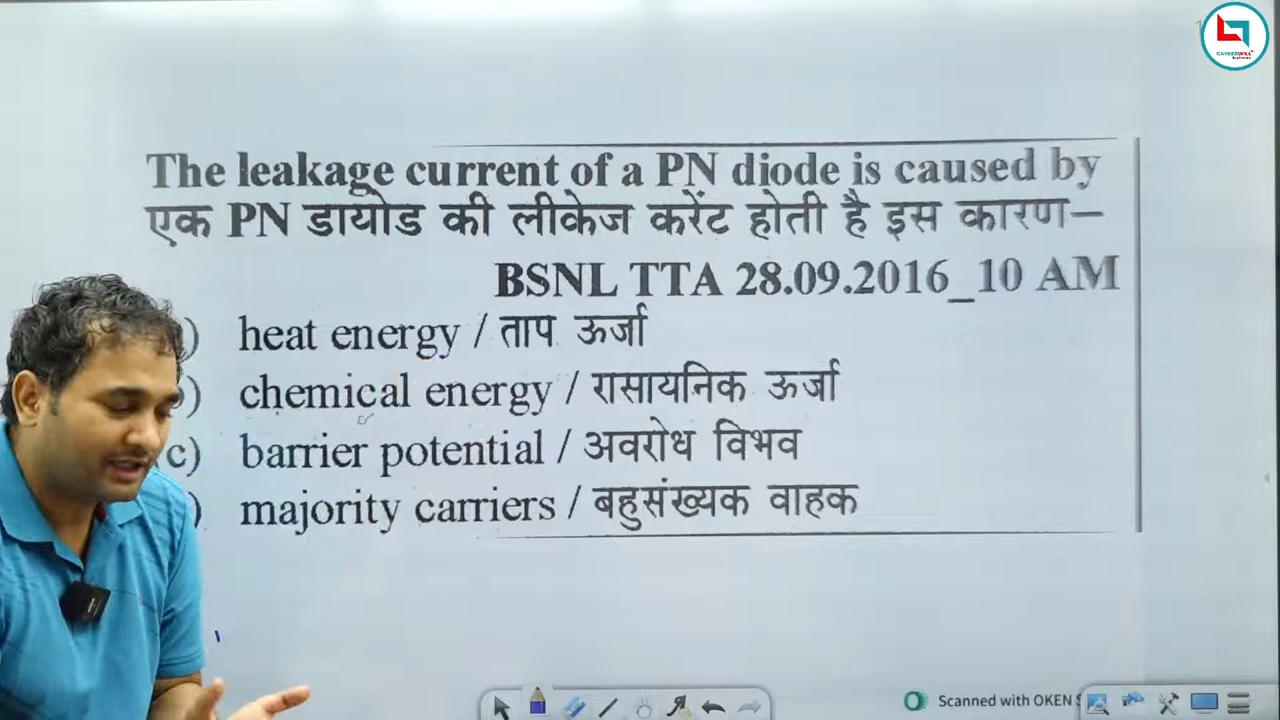 The leakage current of a PN diode is caused by
एक PN डायोड की लीकेज करेंट होती है इस कारण–
BSNL TTA 28.09.2016_10 AM
) heat energy / ताप ऊर्जा
) chemical energy / रासायनिक ऊर्जा
c) barrier potential / अवरोध विभव
) majority carriers / बहुसंख्यक वाहक
CAREERWILL
Scanned with OKEN S